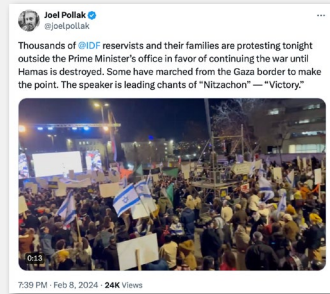 Joel Pollak
@joelpollak
Thousands of @IDF reservists and their families are protesting tonight
outside the Prime Minister's office in favor of continuing the war until
Hamas is destroyed. Some have marched from the Gaza border to make
the point. The speaker is leading chants of “Nitzachon” — “Victory.”
0:13
7:39 PM · Feb 8, 2024 · 24K Views